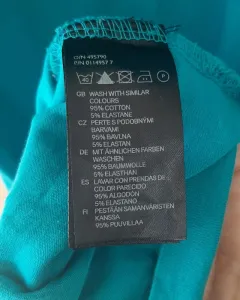 CI/N 495790
P/N 0114957 7
GB WASH WITH SIMILAR
COLOURS
95% COTTON
5% ELASTANE
CZ PERTE S PODOBNÝMI
BARVAMI
95% BAVLNA
5% ELASTAN
DE MIT ÄHNLICHEN FARBEN
WASCHEN
95% BAUMWOLLE
5% ELASTHAN
ES LAVAR CON PRENDAS DE
COLOR PARECIDO
95% ALGODÓN
5% ELASTANO
FI PESTÄÄN SAMANVÄRISTEN
KANSSA
95% PUUVILLAA